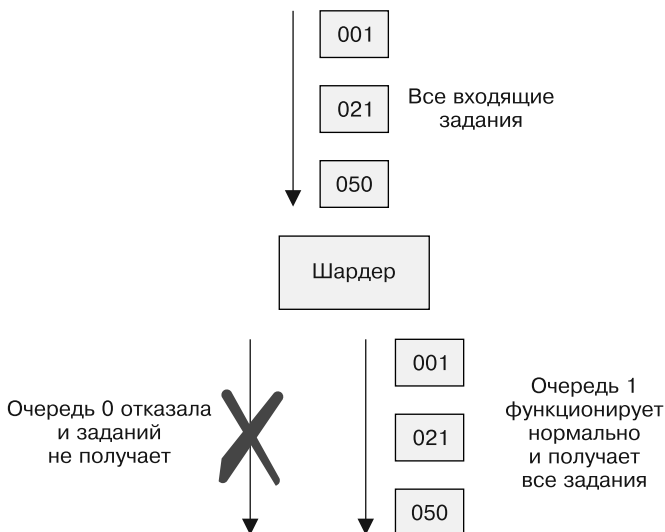 001
021
Все входящие
задания
050
Шардер
001
Очередь 0 отказала
и заданий
не получает
021
Очередь 1
функционирует
нормально
и получает
все задания
050